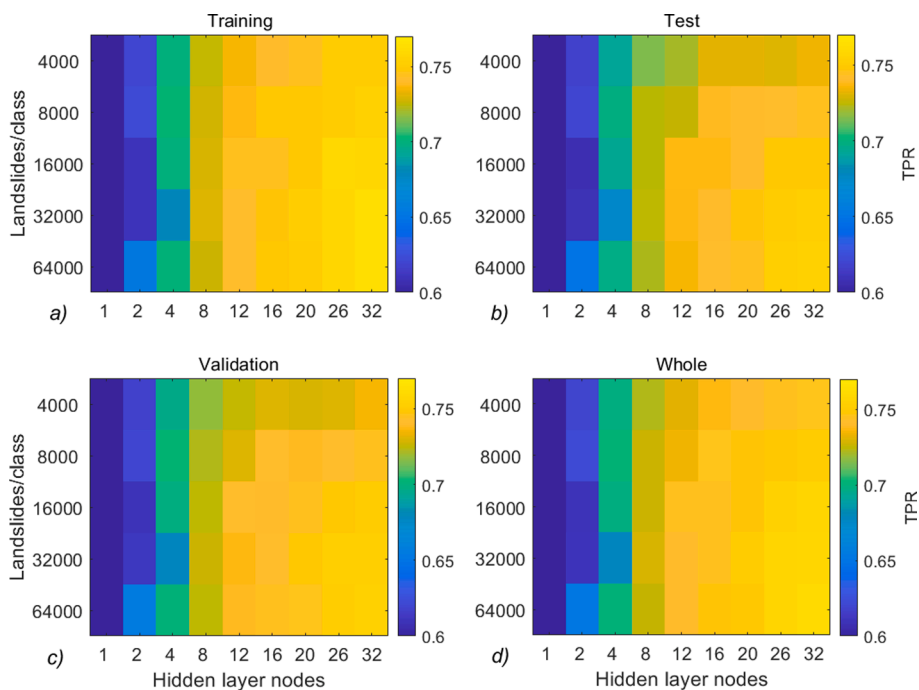 Training
Test
4000
8000
16000
32000
64000
Landslides/class
0.75
0.7
0.65
0.6
1 2 4 8 12 16 20 26 32
a)
4000
8000
16000
32000
64000
0.75
0.7
0.65
0.6
TPR
1 2 4 8 12 16 20 26 32
b)
Validation
Whole
4000
8000
16000
32000
64000
Landslides/class
0.75
0.7
0.65
0.6
1 2 4 8 12 16 20 26 32
c)
Hidden layer nodes
4000
8000
16000
32000
64000
0.75
0.7
0.65
0.6
TPR
1 2 4 8 12 16 20 26 32
d)
Hidden layer nodes